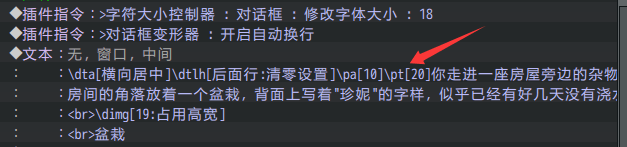 ◆插件指令:>字符大小控制器 : 对话框 : 修改字体大小 : 18
◆插件指令:>对话框变形器 : 开启自动换行
◆文本:无, 窗口, 中间
:    :\dta[横向居中]\dtlh[后面行:清零设置]\pa[10]\pt[20]你走进一座房屋旁边的杂物
:    :房间的角落放着一个盆栽，背面上写着"珍妮"的字样，似乎已经有好几天没有浇
:    :<br>\dimg[19:占用高宽]
:    :<br>盆栽